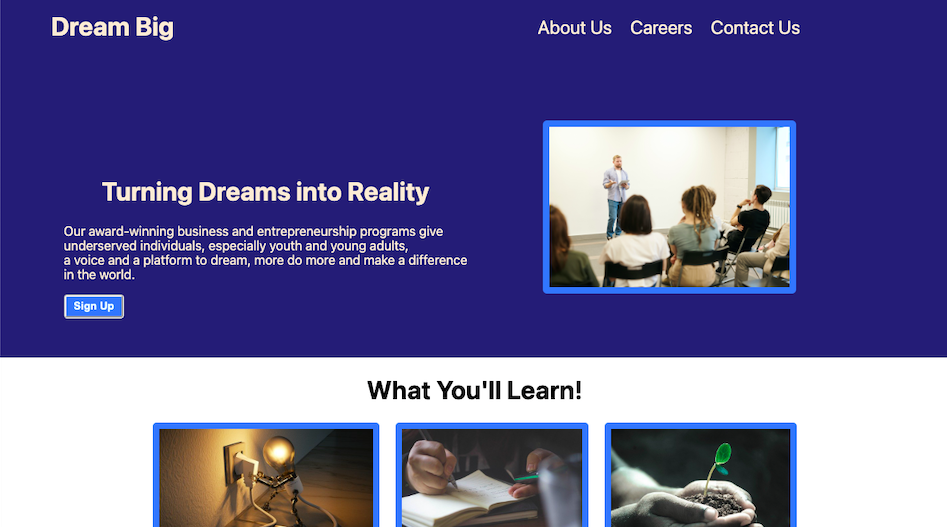 Dream Big
About Us Careers Contact Us
Turning Dreams into Reality
Our award-winning business and entrepreneurship programs give
underserved individuals, especially youth and young adults,
a voice and a platform to dream, more do more and make a difference
in the world.
Sign Up
What You'll Learn!